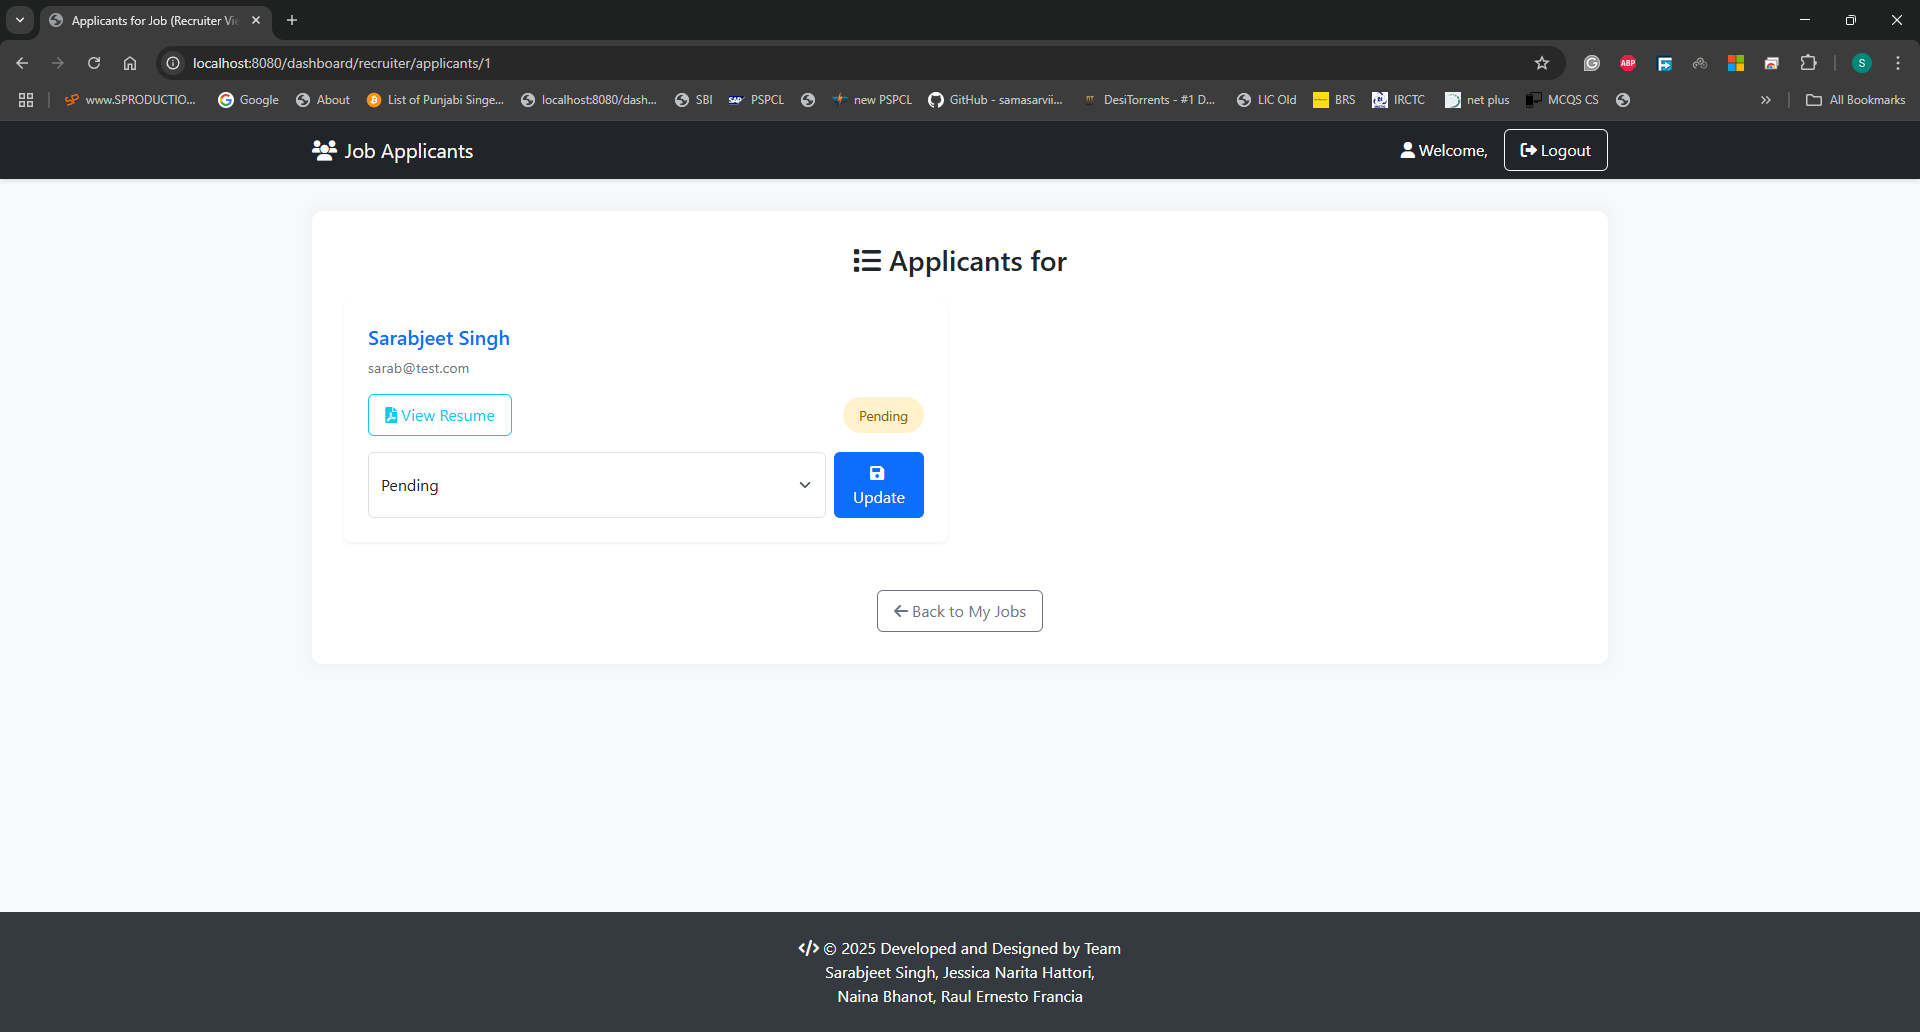 Applicants for Job (Recruiter Vi
localhost:8080/dashboard/recruiter/applicants/1
www.SPRODUCTIO... Google About List of Punjabi Singe... localhost:8080/dash... SBI SAP PSPCL new PSPCL GitHub - samasarvii... DesiTorrents - #1 D... LIC Old BRS IRCTC net plus MCQS CS » All Bookmarks
ABP
S
Job Applicants
Welcome,
Logout
Applicants for
Sarabjeet Singh
sarab@test.com
View Resume
Pending
Pending
Update
Back to My Jobs
</> © 2025 Developed and Designed by Team
Sarabjeet Singh, Jessica Narita Hattori,
Naina Bhanot, Raul Ernesto Francia